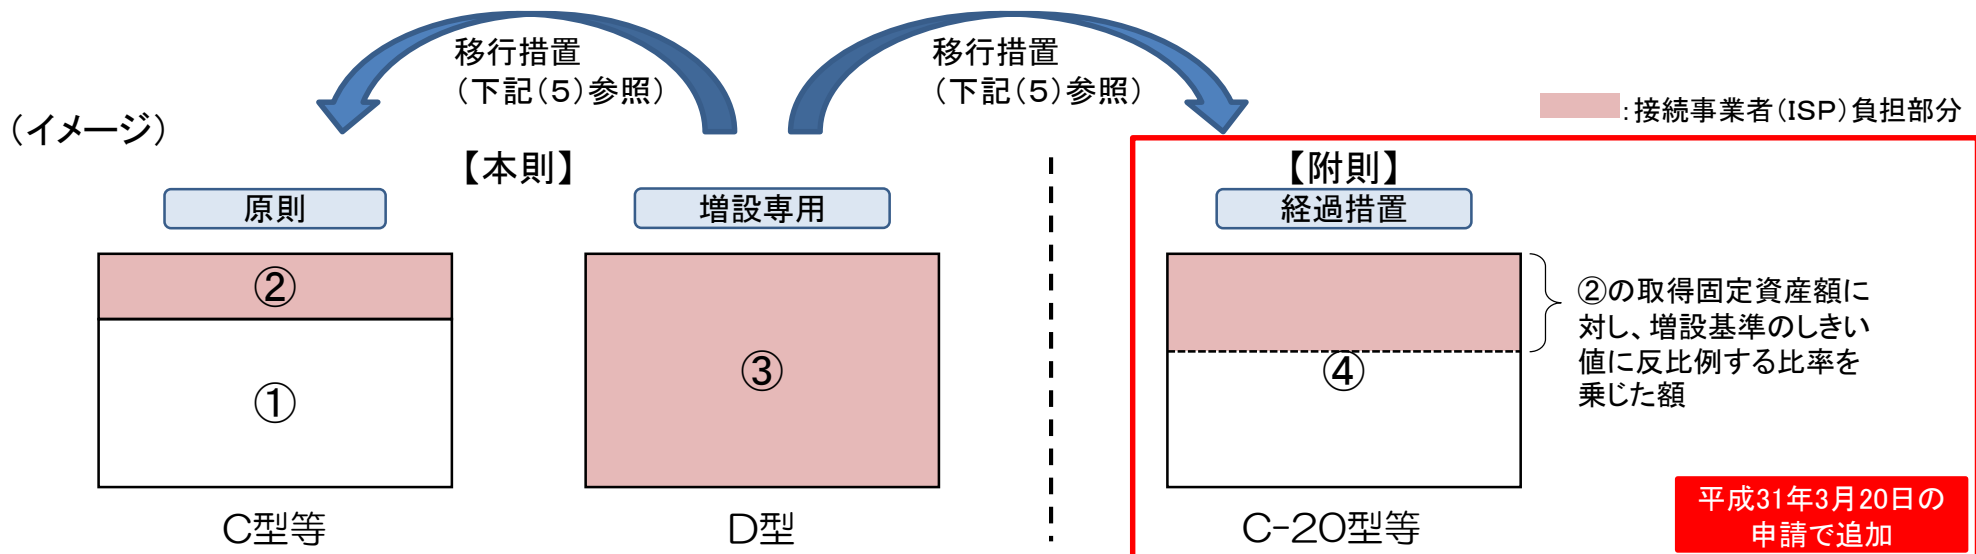 移行措置
（下記（５）参照）
移行措置
（下記（５）参照）
：接続事業者（ISP）負担部分
（イメージ）
【本則】
【附則】
原則
増設専用
経過措置
②
①
③
④
②の取得固定資産額に
対し、増設基準のしきい
値に反比例する比率を
乗じた額
C型等
D型
C-20型等
平成31年3月20日の
申請で追加